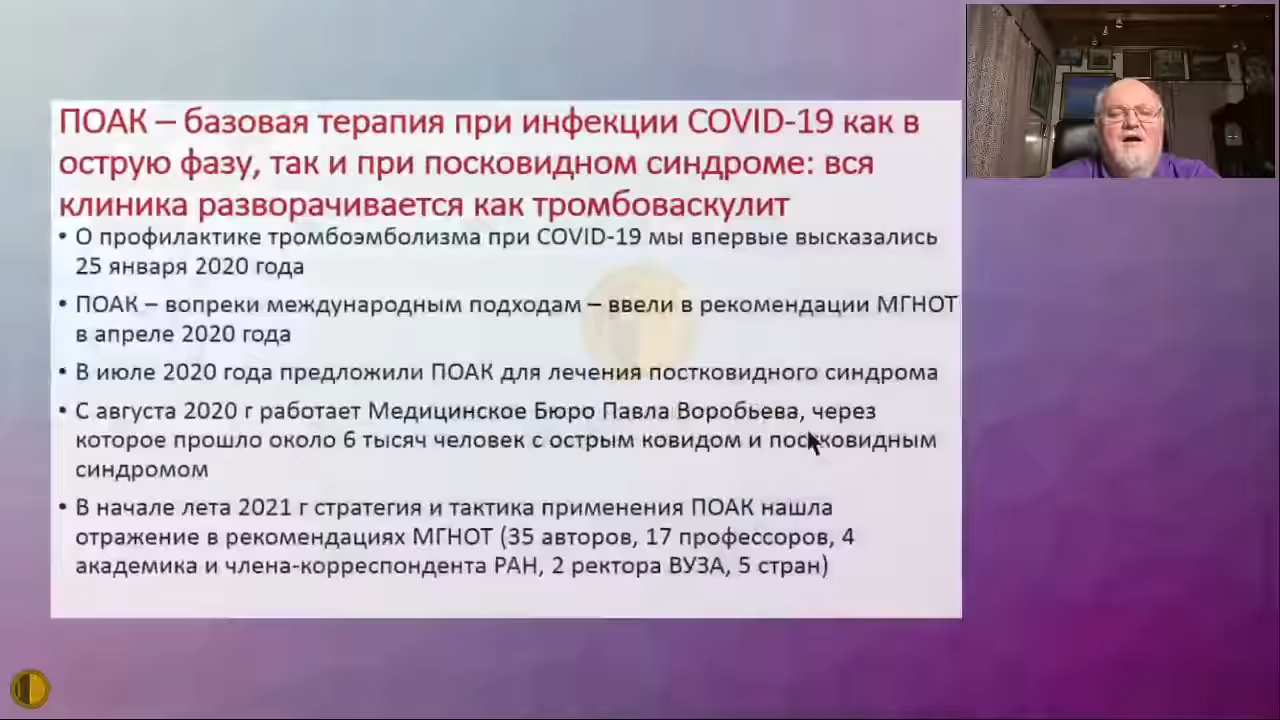 ПОАК – базовая терапия при инфекции COVID-19 как в
острую фазу, так и при посковидном синдроме: вся
клиника разворачивается как тромбоваскулит
• О профилактике тромбоэмболизма при COVID-19 мы впервые высказались
25 января 2020 года
• ПОАК – вопреки международным подходам – ввели в рекомендации МГНОТ
в апреле 2020 года
• В июле 2020 года предложили ПОАК для лечения постковидного синдрома
• С августа 2020 г работает Медицинское Бюро Павла Воробьева, через
которое прошло около 6 тысяч человек с острым ковидом и постковидным
синдромом
• В начале лета 2021 г стратегия и тактика применения ПОАК нашла
отражение в рекомендациях МГНОТ (35 авторов, 17 профессоров, 4
академика и члена-корреспондента РАН, 2 ректора ВУЗА, 5 стран)